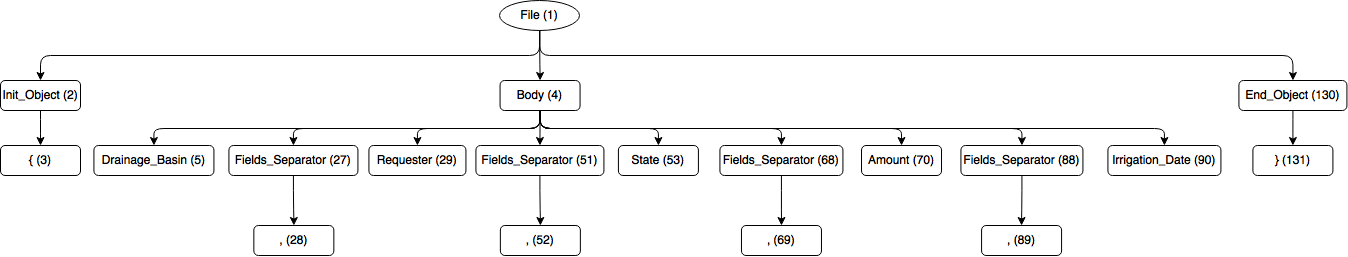 File (1)
Init_Object (2)
Body (4)
End_Object (130)
{ (3)
Drainage_Basin (5)
Fields_Separator (27)
Requester (29)
Fields_Separator (51)
State (53)
Fields_Separator (68)
Amount (70)
Fields_Separator (88)
Irrigation_Date (90)
} (131)
, (28)
, (52)
, (69)
, (89)